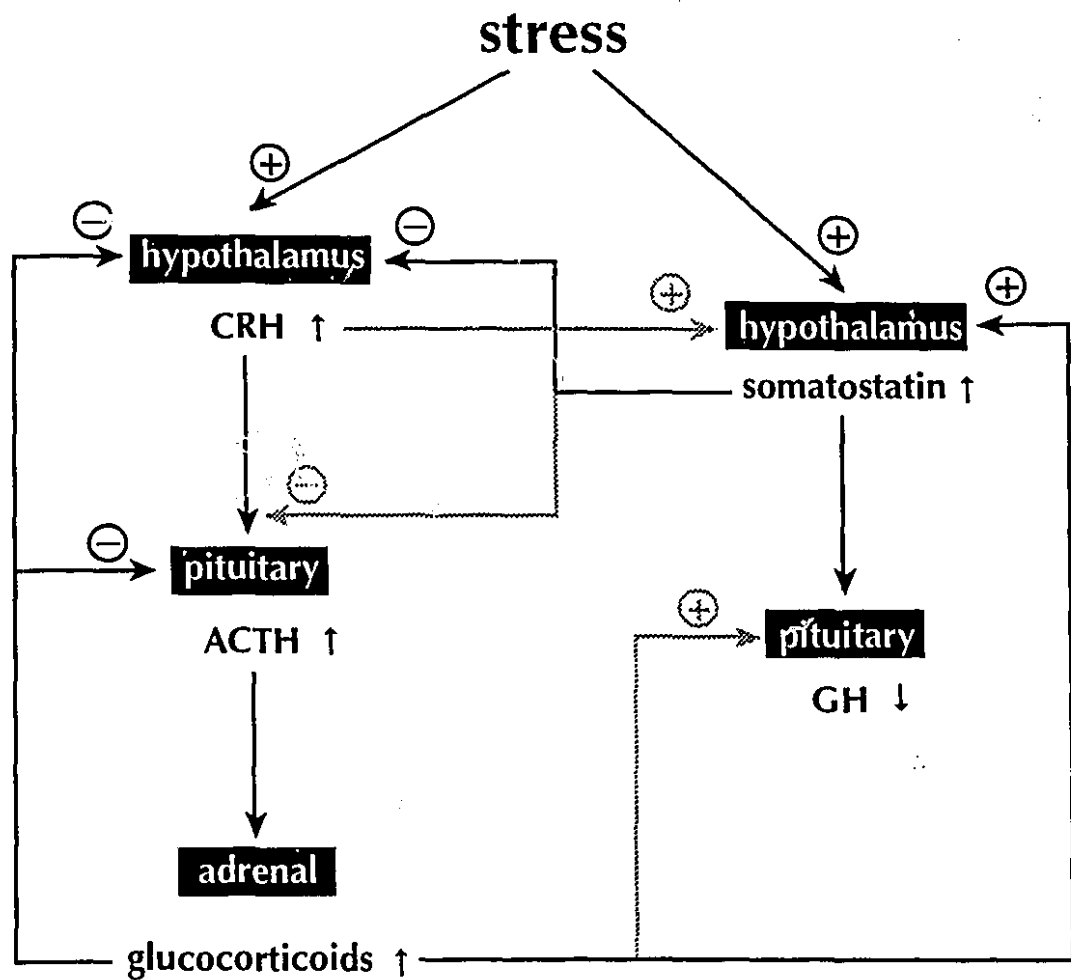 stress
hypothalamus
CRH ↑
hypothalamus
somatostatin ↑
pituitary
ACTH ↑
pituitary
GH ↓
adrenal
glucocorticoids ↑